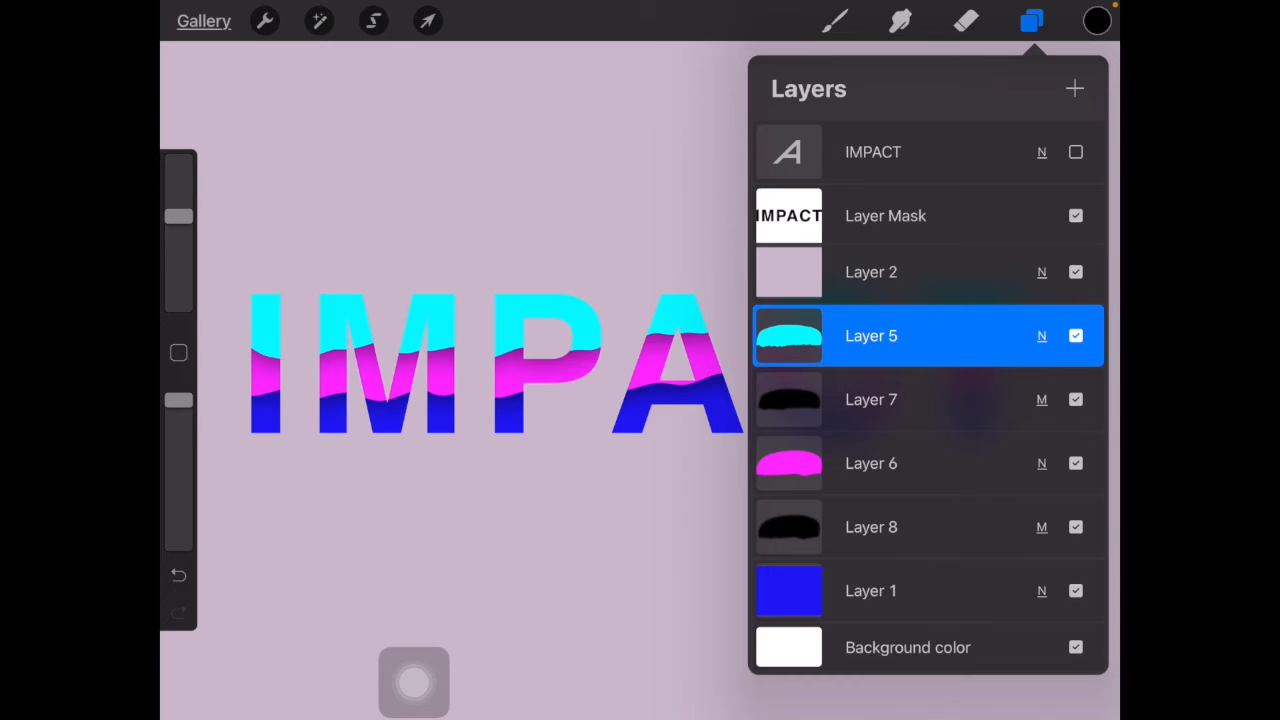 Gallery
Layers
A IMPACT N
IMPACT Layer Mask
Layer 2 N
Layer 5 N
Layer 7 M
Layer 6 N
Layer 8 M
Layer 1 N
Background color
IMPA